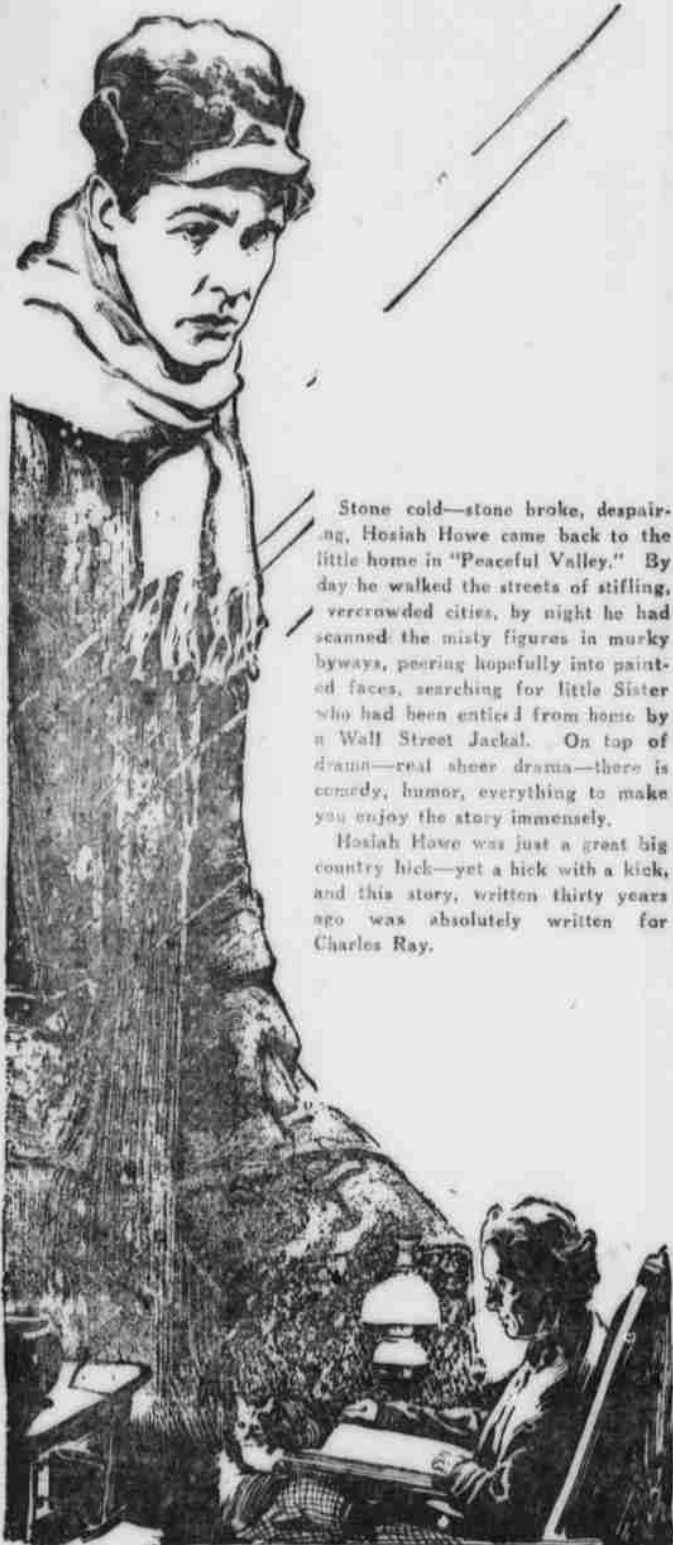 Stone cold—stone broke, despair-
ng, Hosiah Howe came back to the
little home in "Peaceful Valley." By
day he walked the streets of stifling,
vercrowded cities, by night he had
scanned the misty figures in murky
byways, peering hopefully into paint-
ed faces, searching for little Sister
who had been enticed from home by
a Wall Street Jackal. On top of
drama—real sheer drama—there is
comedy, humor, everything to make
you enjoy the story immensely.
Hosiah Howe was just a great big
country hick—yet a hick with a kick,
and this story, written thirty years
ago was absolutely written for
Charles Ray.